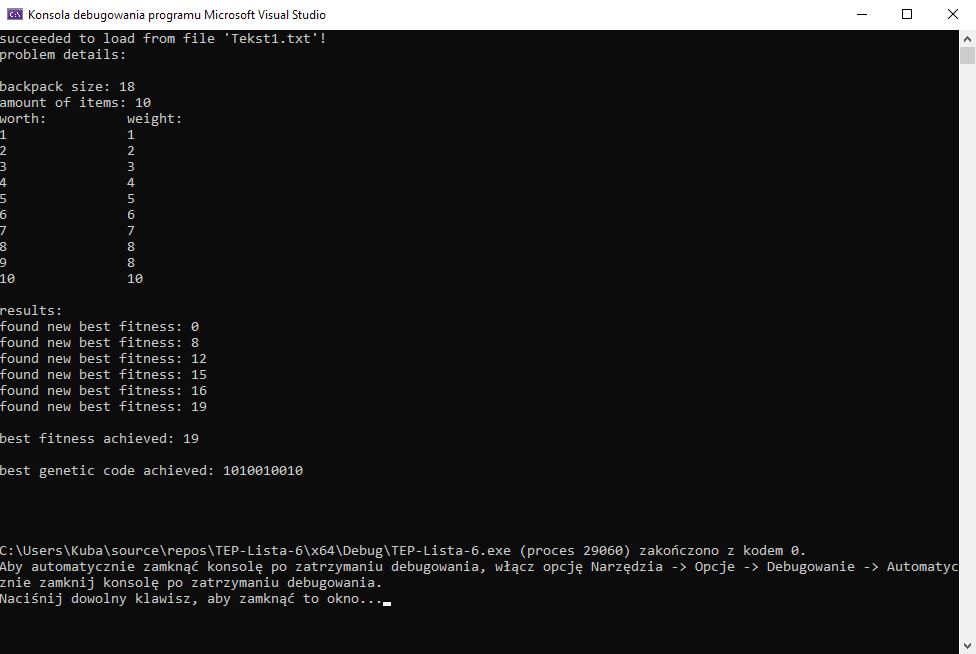 Konsola debugowania programu Microsoft Visual Studio
succeeded to load from file 'Tekst1.txt'!
problem details:
backpack size: 18
amount of items: 10
worth: weight:
1 1
2 2
3 3
4 4
5 5
6 6
7 7
8 8
9 8
10 10
results:
found new best fitness: 0
found new best fitness: 8
found new best fitness: 12
found new best fitness: 15
found new best fitness: 16
found new best fitness: 19
best fitness achieved: 19
best genetic code achieved: 1010010010
C:\Users\Kuba\source\repos\TEP-Lista-6\x64\Debug\TEP-Lista-6.exe (proces 29060) zakończono z kodem 0.
Aby automatycznie zamknąć konsolę po zatrzymaniu debugowania, włącz opcję Narzędzia -> Opcje -> Debugowanie -> Automatyc
znie zamknij konsolę po zatrzymaniu debugowania.
Naciśnij dowolny klawisz, aby zamknąć to okno...